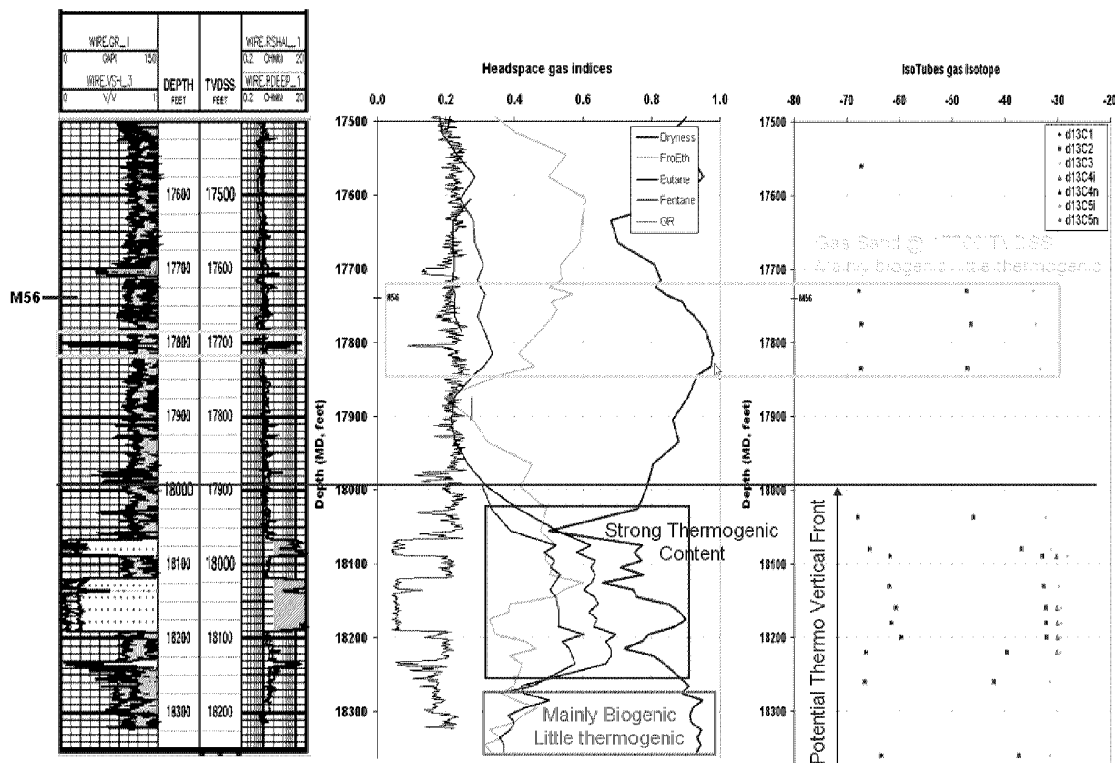 WIRE.GR_1
0 GAPI 150
WIRE.VSH_3
0 V/V 1
DEPTH
FEET
TVDSS
FEET
WIRE.RSHAL_1
0.2 OHMM 20
WIRE.RDEEP_1
0.2 OHMM 20
17600
17700
17800
17900
18000
18100
18200
18300
17500
17600
17700
17800
17900
18000
18100
18200
M56
Headspace gas indices
0.0 0.2 0.4 0.6 0.8 1.0
Depth (MD, feet)
17500
17600
17700
17800
17900
18000
18100
18200
18300
Dryness
ProEth
Butane
Pentane
GR
M56
Strong Thermogenic
Content
Mainly Biogenic
Little thermogenic
IsoTubes gas isotope
-80 -70 -60 -50 -40 -30 -20
Depth (MD, feet)
17500
17600
17700
17800
17900
18000
18100
18200
18300
d13C1
d13C2
d13C3
d13C4i
d13C4n
d13C5i
d13C5n
Gas Sand @ TVDSS
Mainly biogenic little thermogenic
M56
Potential Thermo Vertical Front